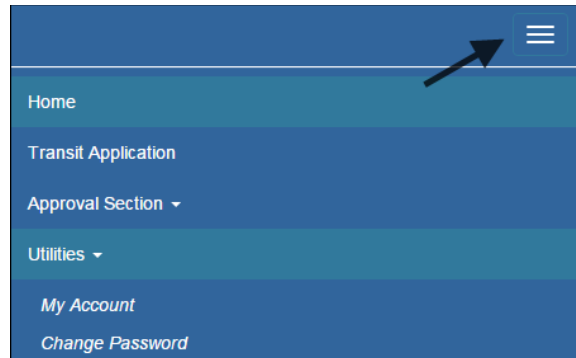 Home
Transit Application
Approval Section
Utilities
My Account
Change Password